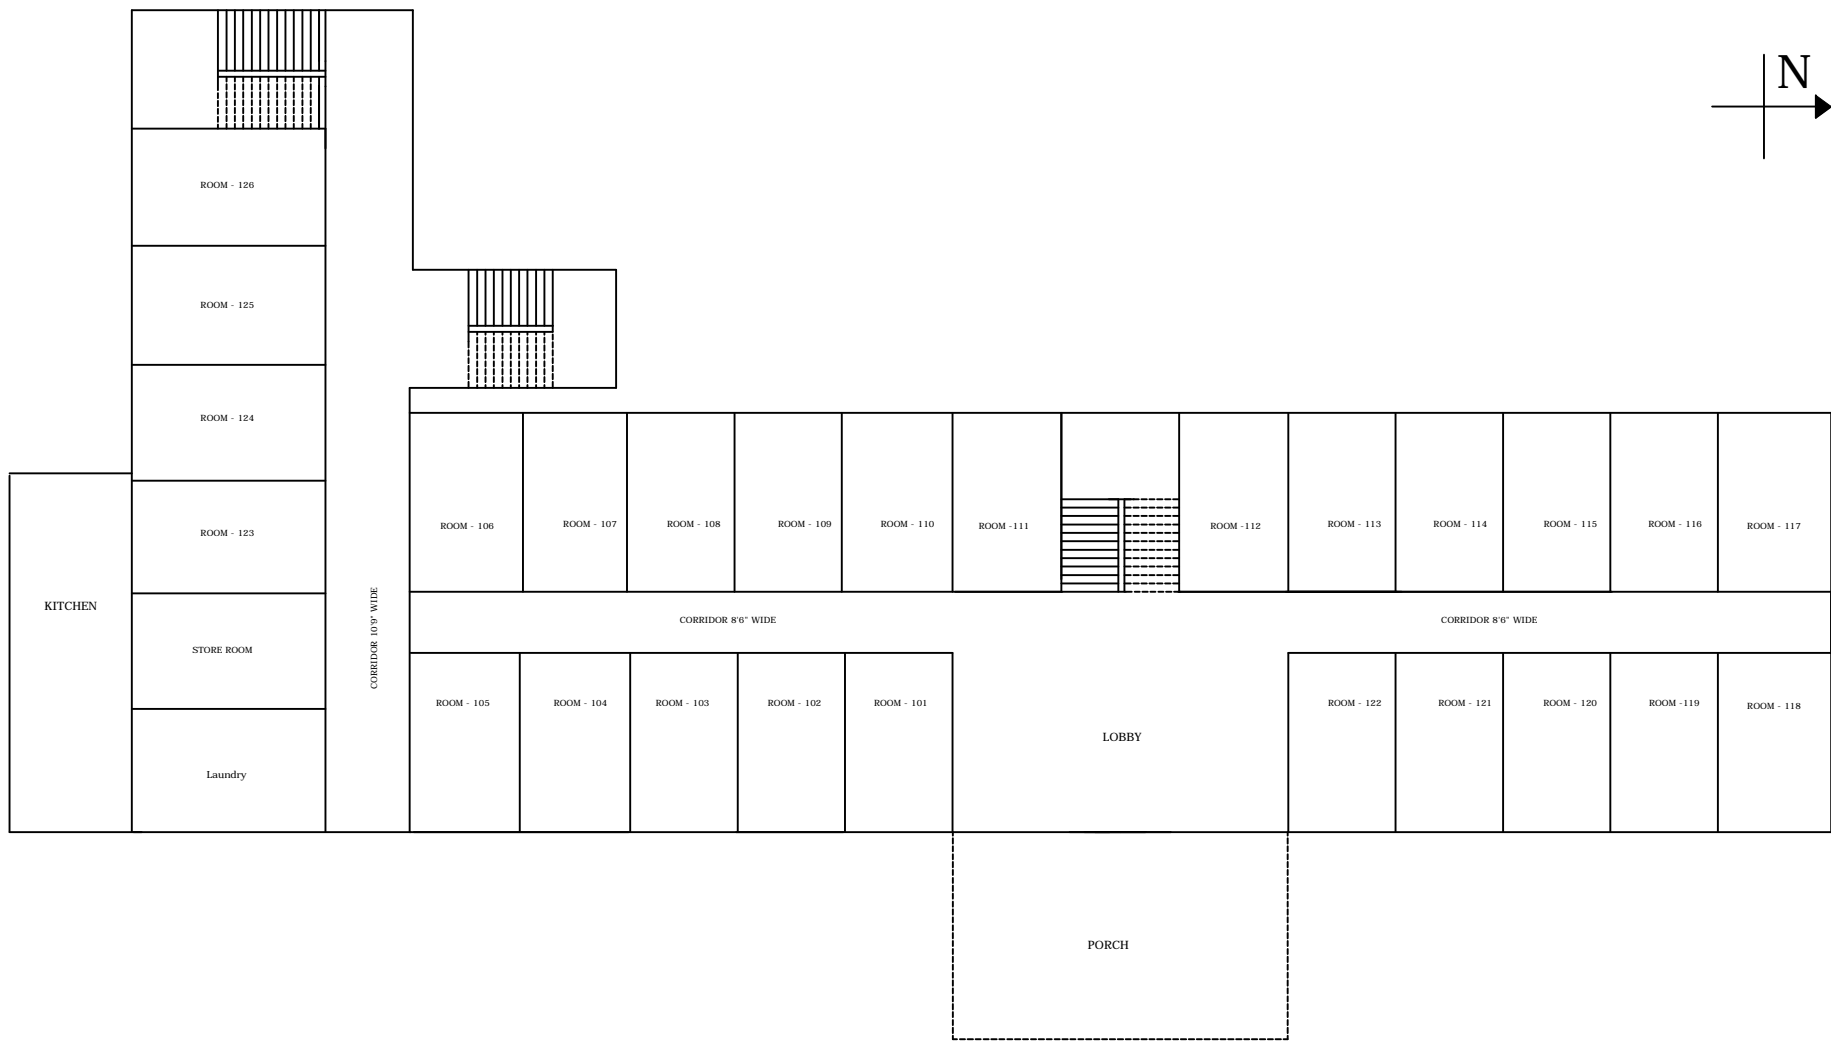 N
ROOM - 126
ROOM - 125
ROOM - 124
ROOM - 123
STORE ROOM
Laundry
KITCHEN
CORRIDOR 10'9" WIDE
ROOM - 106
ROOM - 107
ROOM - 108
ROOM - 109
ROOM - 110
ROOM -111
ROOM -112
ROOM - 113
ROOM - 114
ROOM - 115
ROOM - 116
ROOM - 117
CORRIDOR 8'6" WIDE
CORRIDOR 8'6" WIDE
ROOM - 105
ROOM - 104
ROOM - 103
ROOM - 102
ROOM - 101
LOBBY
ROOM - 122
ROOM - 121
ROOM - 120
ROOM -119
ROOM - 118
PORCH